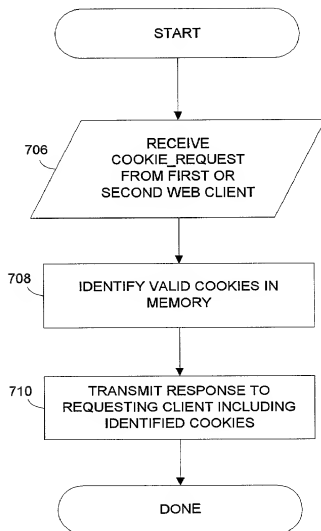 START
706
RECEIVE
COOKIE_REQUEST
FROM FIRST OR
SECOND WEB CLIENT
708
IDENTIFY VALID COOKIES IN
MEMORY
710
TRANSMIT RESPONSE TO
REQUESTING CLIENT INCLUDING
IDENTIFIED COOKIES
DONE